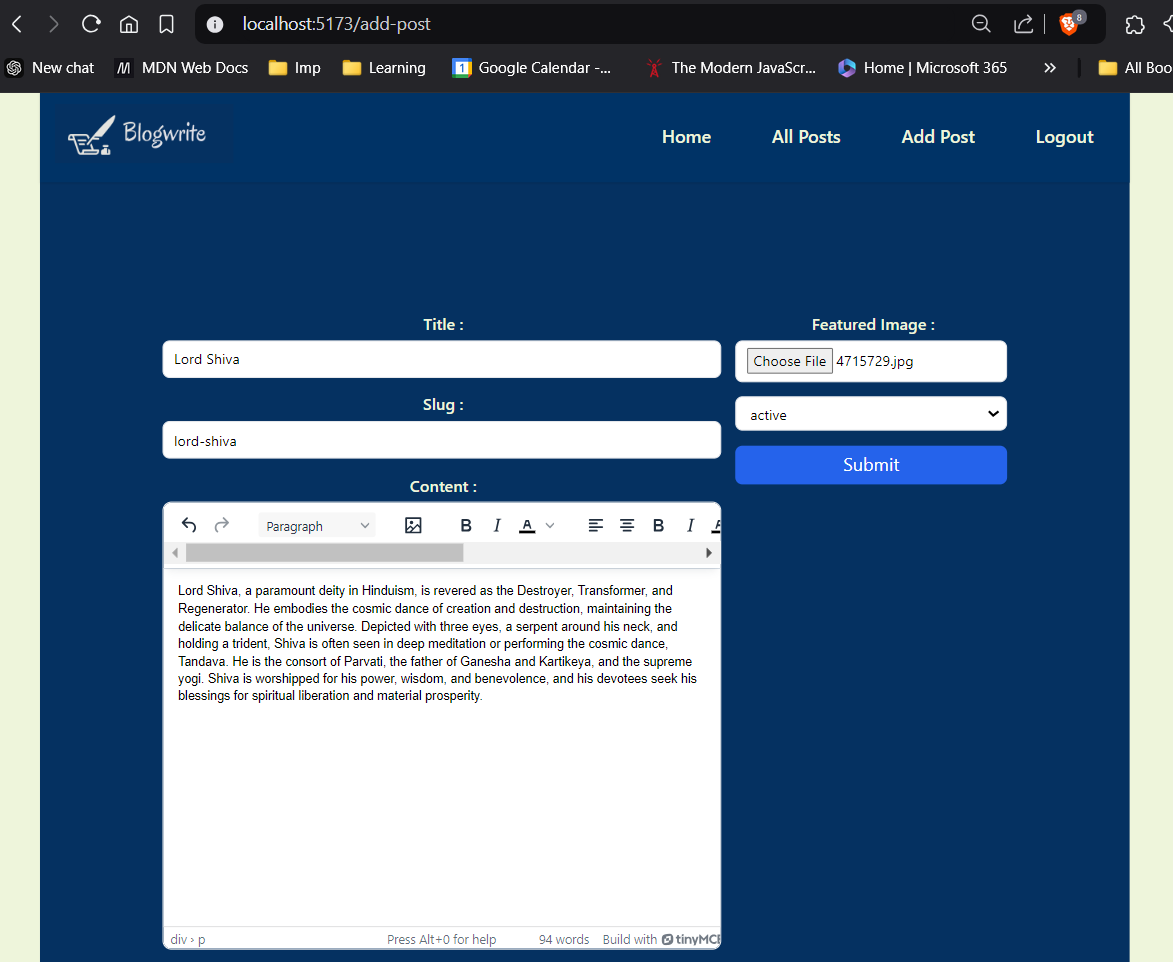 localhost:5173/add-post
8
New chat
MDN Web Docs
Imp
Learning
1
Google Calendar -...
The Modern JavaScr...
Home | Microsoft 365
All Boo
Blogwrite
Home
All Posts
Add Post
Logout
Title :
Lord Shiva
Slug :
lord-shiva
Content :
Paragraph
B
I
A
B
I
Lord Shiva, a paramount deity in Hinduism, is revered as the Destroyer, Transformer, and
Regenerator. He embodies the cosmic dance of creation and destruction, maintaining the
delicate balance of the universe. Depicted with three eyes, a serpent around his neck, and
holding a trident, Shiva is often seen in deep meditation or performing the cosmic dance,
Tandava. He is the consort of Parvati, the father of Ganesha and Kartikeya, and the supreme
yogi. Shiva is worshipped for his power, wisdom, and benevolence, and his devotees seek his
blessings for spiritual liberation and material prosperity.
div › p
Press Alt+0 for help
94 words
Build with tinyMCE
Featured Image :
Choose File 4715729.jpg
active
Submit